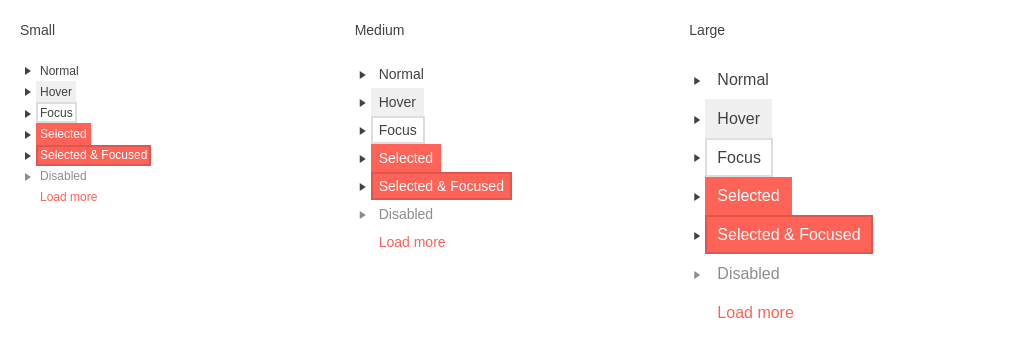 Small
Normal
Hover
Focus
Selected
Selected & Focused
Disabled
Load more
Medium
Normal
Hover
Focus
Selected
Selected & Focused
Disabled
Load more
Large
Normal
Hover
Focus
Selected
Selected & Focused
Disabled
Load more